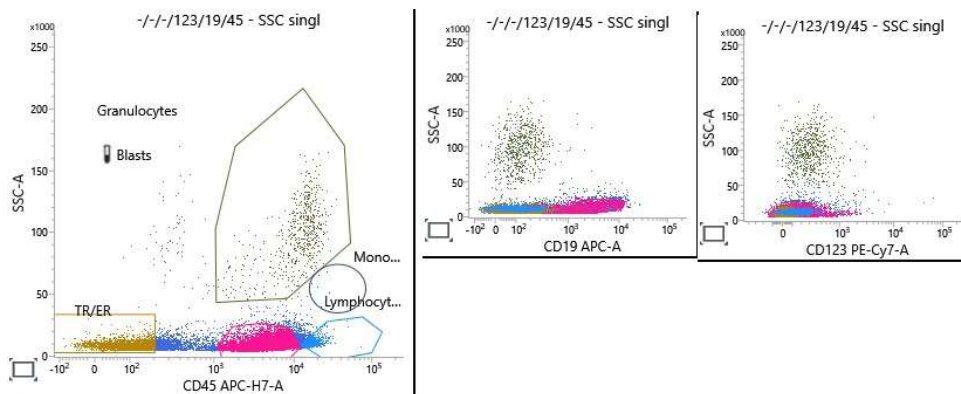 -/-/-/123/19/45 - SSC singl
x1000
250
200
150
100
50
0
SSC-A
Granulocytes
Blasts
Mono...
Lymphocyt...
TR/ER
-10² 0 10² 10³ 10⁴ 10⁵
CD45 APC-H7-A
-/-/-/123/19/45 - SSC singl
x1000
250
200
150
100
50
0
SSC-A
-10² 10² 10³ 10⁴ 10⁵
CD19 APC-A
-/-/-/123/19/45 - SSC singl
x1000
250
200
150
100
50
0
SSC-A
-10² 0 10² 10³ 10⁴ 10⁵
CD123 PE-Cy7-A